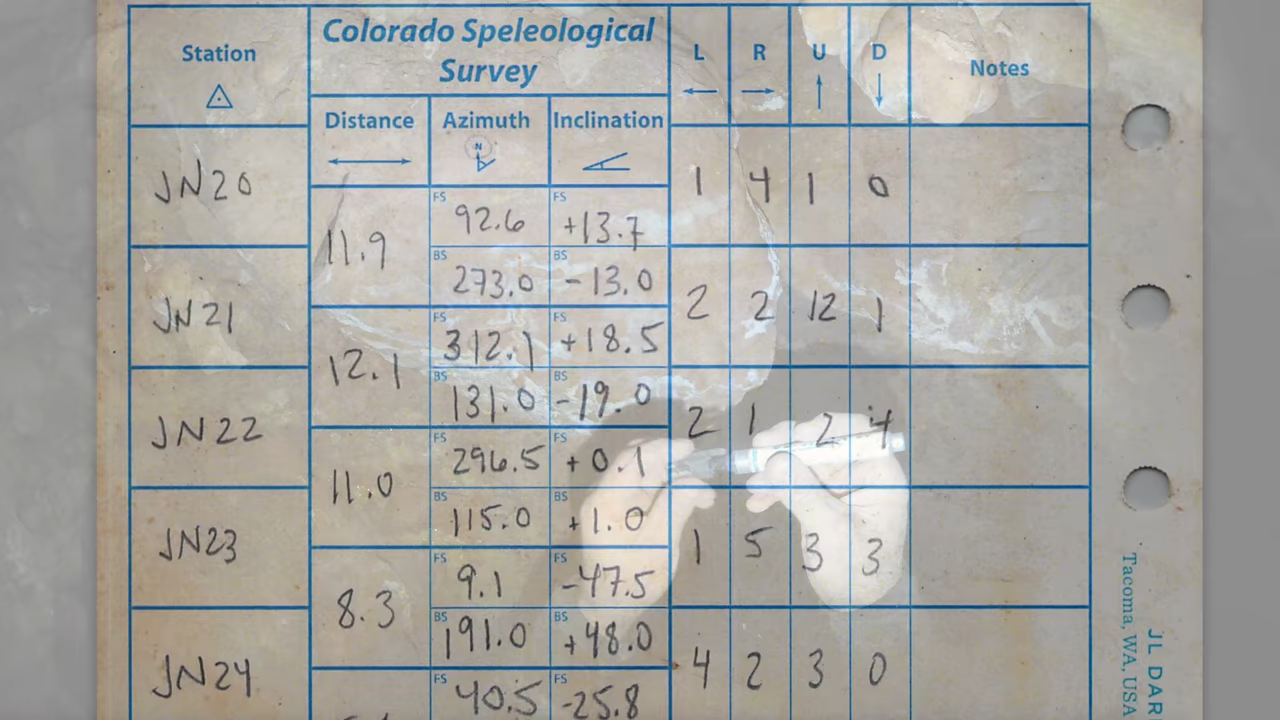 Station
Colorado Speleological
Survey
L R U D
Notes
Distance Azimuth Inclination
N
JN20
1 4 1 0
11.9
FS 92.6 FS +13.7
BS 273.0 BS -13.0
JN21
2 2 12 1
12.1
FS 312.1 FS +18.5
BS 131.0 BS -19.0
JN22
2 1 2 4
11.0
FS 296.5 FS +0.1
BS 115.0 BS +1.0
JN23
1 5 3 3
8.3
FS 9.1 FS -47.5
BS 191.0 BS +48.0
JN24
4 2 3 0
FS 40.5 FS -25.8
JL DAR
Tacoma, WA, USA